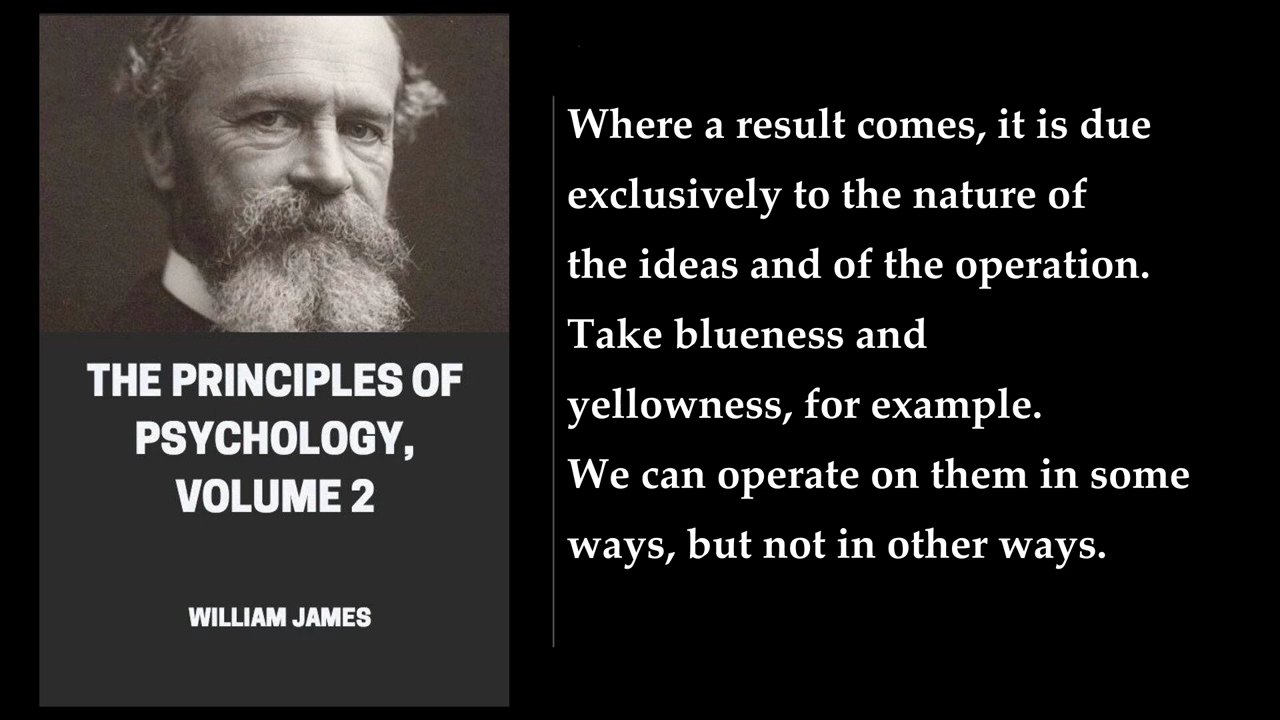 THE PRINCIPLES OF
PSYCHOLOGY,
VOLUME 2
WILLIAM JAMES
Where a result comes, it is due
exclusively to the nature of
the ideas and of the operation.
Take blueness and
yellowness, for example.
We can operate on them in some
ways, but not in other ways.